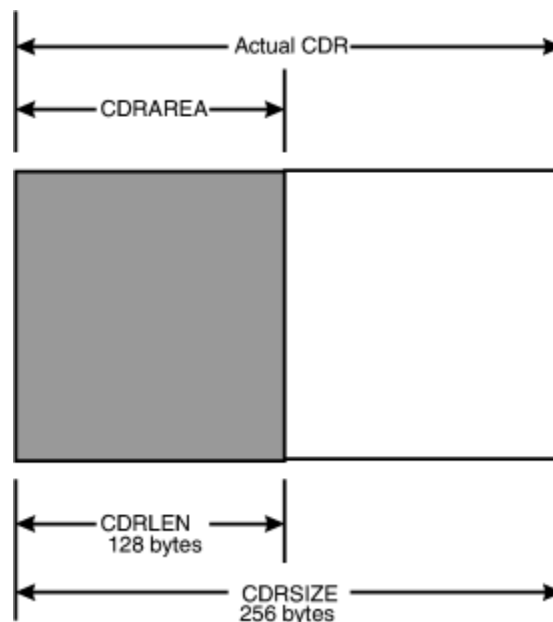 Actual CDR
CDRAREA
CDRLEN
128 bytes
CDRSIZE
256 bytes